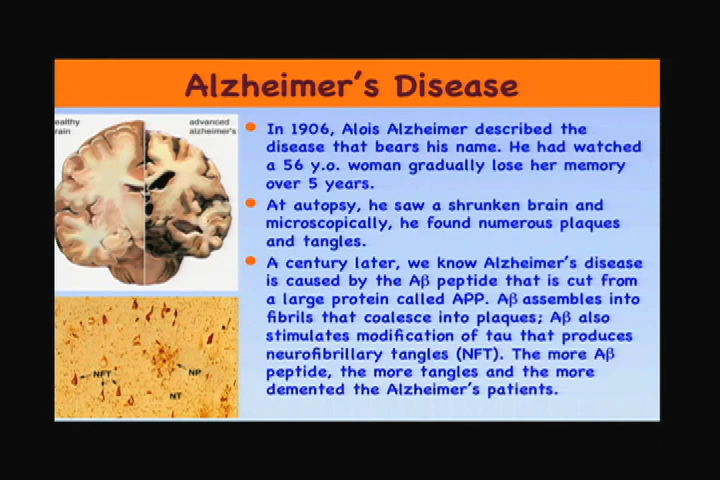 Alzheimer's Disease
ealthy
rain
advanced
alzheimer's
In 1906, Alois Alzheimer described the
disease that bears his name. He had watched
a 56 y.o. woman gradually lose her memory
over 5 years.
At autopsy, he saw a shrunken brain and
microscopically, he found numerous plaques
and tangles.
A century later, we know Alzheimer's disease
is caused by the Aβ peptide that is cut from
a large protein called APP. Aβ assembles into
fibrils that coalesce into plaques; Aβ also
stimulates modification of tau that produces
neurofibrillary tangles (NFT). The more Aβ
peptide, the more tangles and the more
demented the Alzheimer's patients.
NFT
NP
NT